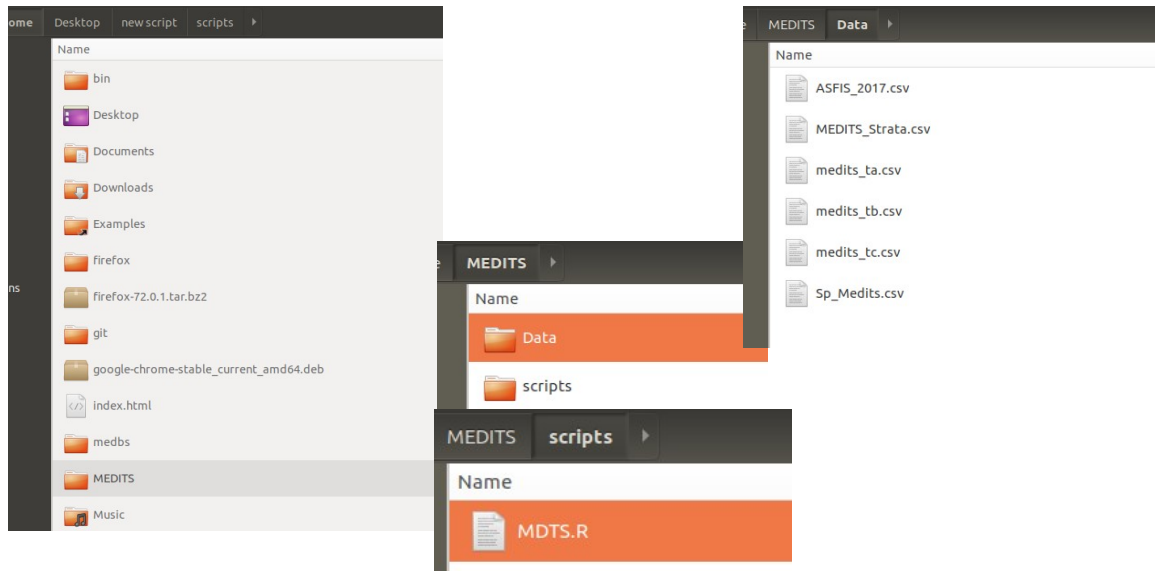 ome Desktop new script scripts
Name
bin
Desktop
Documents
Downloads
Examples
firefox
firefox-72.0.1.tar.bz2
git
google-chrome-stable_current_amd64.deb
index.html
medbs
MEDITS
Music
ns
MEDITS
Name
Data
scripts
MEDITS scripts
Name
MDTS.R
MEDITS Data
Name
ASFIS_2017.csv
MEDITS_Strata.csv
medits_ta.csv
medits_tb.csv
medits_tc.csv
Sp_Medits.csv